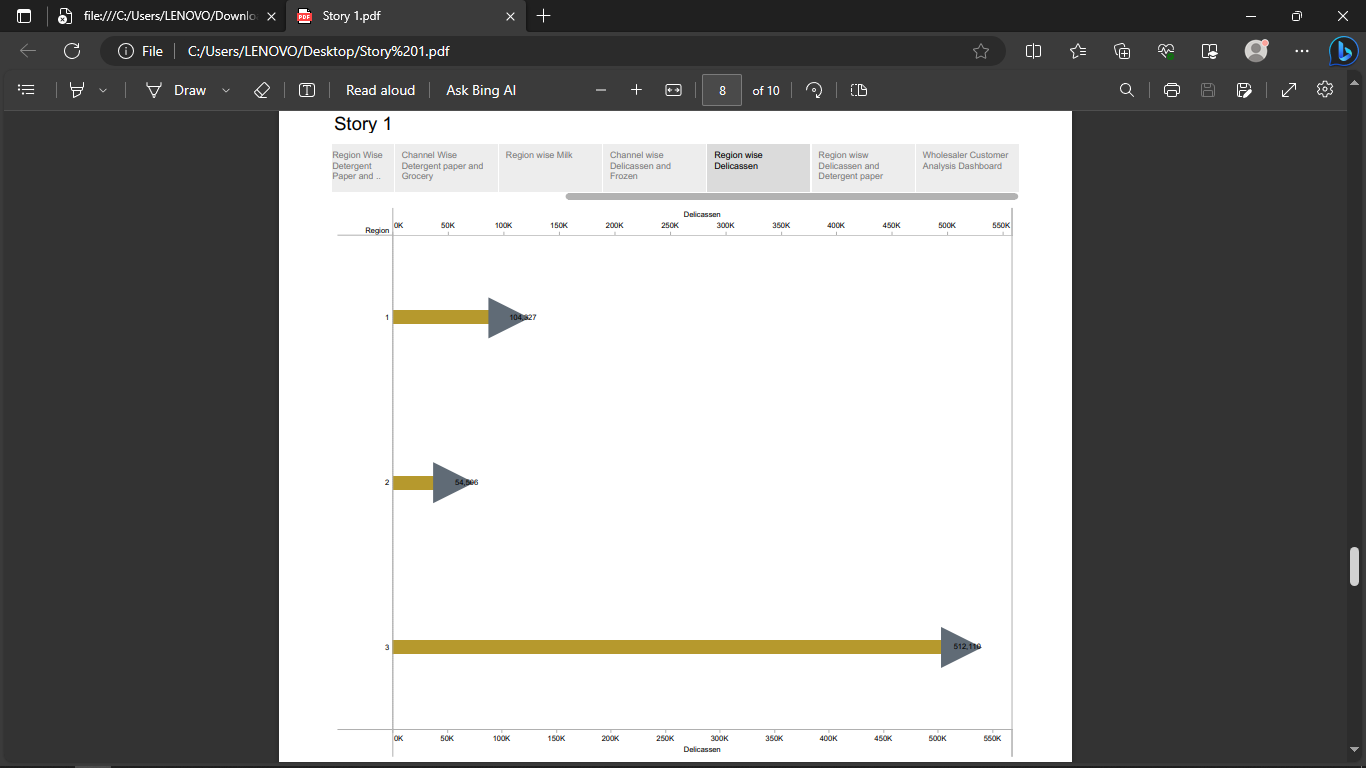 file:///C:/Users/LENOVO/Downlo
Story 1.pdf
File
C:/Users/LENOVO/Desktop/Story%201.pdf
Draw
Read aloud
Ask Bing AI
8
of 10
Story 1
Region Wise
Detergent
Paper and ..
Channel Wise
Detergent paper and
Grocery
Region wise Milk
Channel wise
Delicassen and
Frozen
Region wise
Delicassen
Region wisw
Delicassen and
Detergent paper
Wholesaler Customer
Analysis Dashboard
Delicassen
Region
0K 50K 100K 150K 200K 250K 300K 350K 400K 450K 500K 550K
1
2
3
512,110
0K 50K 100K 150K 200K 250K 300K 350K 400K 450K 500K 550K
Delicassen